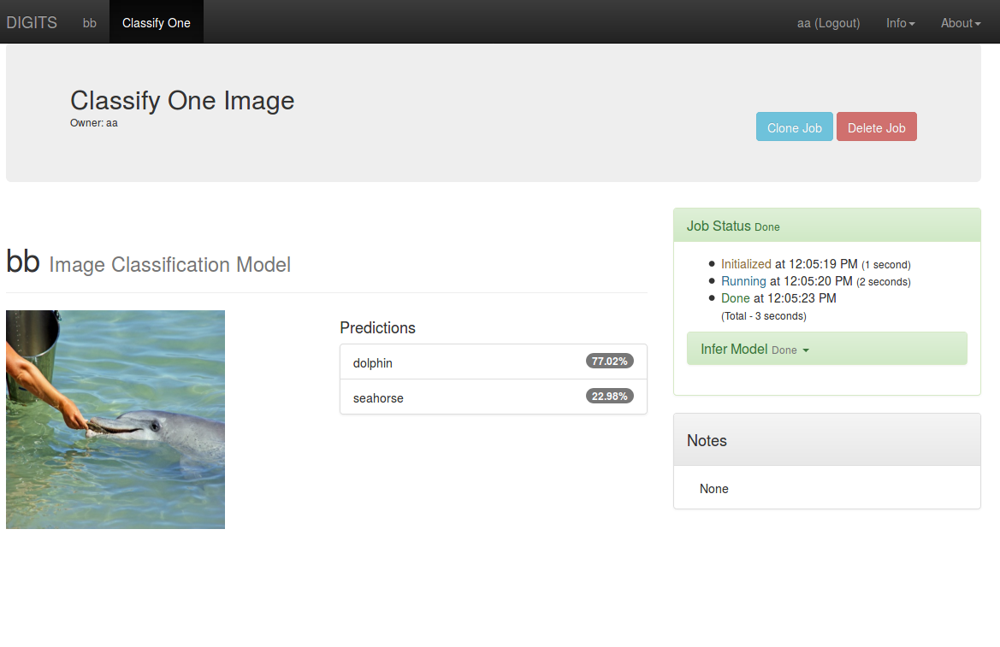 DIGITS bb Classify One aa (Logout) Info About
Classify One Image
Owner: aa
Clone Job Delete Job
bb Image Classification Model
Predictions
dolphin 77.02%
seahorse 22.98%
Job Status Done
Initialized at 12:05:19 PM (1 second)
Running at 12:05:20 PM (2 seconds)
Done at 12:05:23 PM
(Total - 3 seconds)
Infer Model Done
Notes
None